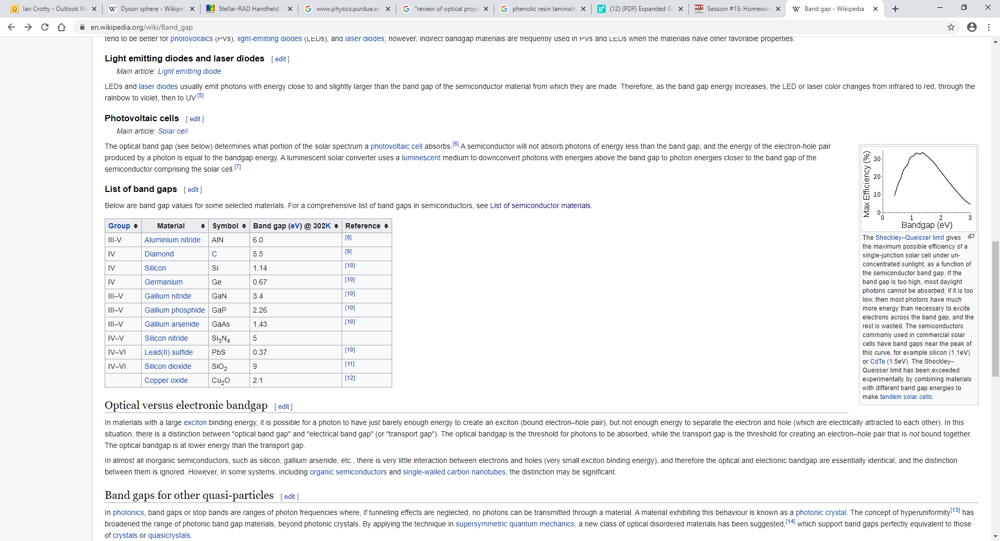 Ian Crotty - Outlook W
Dyson sphere - Wikipe
Stellar-RAD Handheld S
www.physics.purdue.ed
"review of optical prope
phenolic resin laminate
(12) (PDF) Expanded Gr
Session #13: Homewor
Band gap - Wikipedia
en.wikipedia.org/wiki/Band_gap
tend to be better for photovoltaics (PVs), light-emitting diodes (LEDs), and laser diodes; however, indirect bandgap materials are frequently used in PVs and LEDs when the materials have other favorable properties.
Light emitting diodes and laser diodes [ edit ]
Main article: Light emitting diode
LEDs and laser diodes usually emit photons with energy close to and slightly larger than the band gap of the semiconductor material from which they are made. Therefore, as the band gap energy increases, the LED or laser color changes from infrared to red, through the
rainbow to violet, then to UV.[5]
Photovoltaic cells [ edit ]
Main article: Solar cell
The optical band gap (see below) determines what portion of the solar spectrum a photovoltaic cell absorbs.[6] A semiconductor will not absorb photons of energy less than the band gap; and the energy of the electron-hole pair
produced by a photon is equal to the bandgap energy. A luminescent solar converter uses a luminescent medium to downconvert photons with energies above the band gap to photon energies closer to the band gap of the
semiconductor comprising the solar cell.[7]
List of band gaps [ edit ]
Below are band gap values for some selected materials. For a comprehensive list of band gaps in semiconductors, see List of semiconductor materials.
Group Material Symbol Band gap (eV) @ 302K Reference
III-V Aluminium nitride AlN 6.0 [8]
IV Diamond C 5.5 [9]
IV Silicon Si 1.14 [10]
IV Germanium Ge 0.67 [10]
III–V Gallium nitride GaN 3.4 [10]
III–V Gallium phosphide GaP 2.26 [10]
III–V Gallium arsenide GaAs 1.43 [10]
IV–V Silicon nitride Si3N4 5
IV–VI Lead(II) sulfide PbS 0.37 [10]
IV–VI Silicon dioxide SiO2 9 [11]
Copper oxide Cu2O 2.1 [12]
Max Efficiency (%)
30
20
10
0
0 1 2 3
Bandgap (eV)
The Shockley–Queisser limit gives
the maximum possible efficiency of a
single-junction solar cell under un-
concentrated sunlight, as a function of
the semiconductor band gap. If the
band gap is too high, most daylight
photons cannot be absorbed; if it is too
low, then most photons have much
more energy than necessary to excite
electrons across the band gap, and the
rest is wasted. The semiconductors
commonly used in commercial solar
cells have band gaps near the peak of
this curve, for example silicon (1.1eV)
or CdTe (1.5eV). The Shockley–
Queisser limit has been exceeded
experimentally by combining materials
with different band gap energies to
make tandem solar cells.
Optical versus electronic bandgap [ edit ]
In materials with a large exciton binding energy, it is possible for a photon to have just barely enough energy to create an exciton (bound electron–hole pair), but not enough energy to separate the electron and hole (which are electrically attracted to each other). In this
situation, there is a distinction between "optical band gap" and "electrical band gap" (or "transport gap"). The optical bandgap is the threshold for photons to be absorbed, while the transport gap is the threshold for creating an electron–hole pair that is not bound together.
The optical bandgap is at lower energy than the transport gap.
In almost all inorganic semiconductors, such as silicon, gallium arsenide, etc., there is very little interaction between electrons and holes (very small exciton binding energy), and therefore the optical and electronic bandgap are essentially identical, and the distinction
between them is ignored. However, in some systems, including organic semiconductors and single-walled carbon nanotubes, the distinction may be significant.
Band gaps for other quasi-particles [ edit ]
In photonics, band gaps or stop bands are ranges of photon frequencies where, if tunneling effects are neglected, no photons can be transmitted through a material. A material exhibiting this behaviour is known as a photonic crystal. The concept of hyperuniformity[13] has
broadened the range of photonic band gap materials, beyond photonic crystals. By applying the technique in supersymmetric quantum mechanics, a new class of optical disordered materials has been suggested,[14] which support band gaps perfectly equivalent to those
of crystals or quasicrystals.